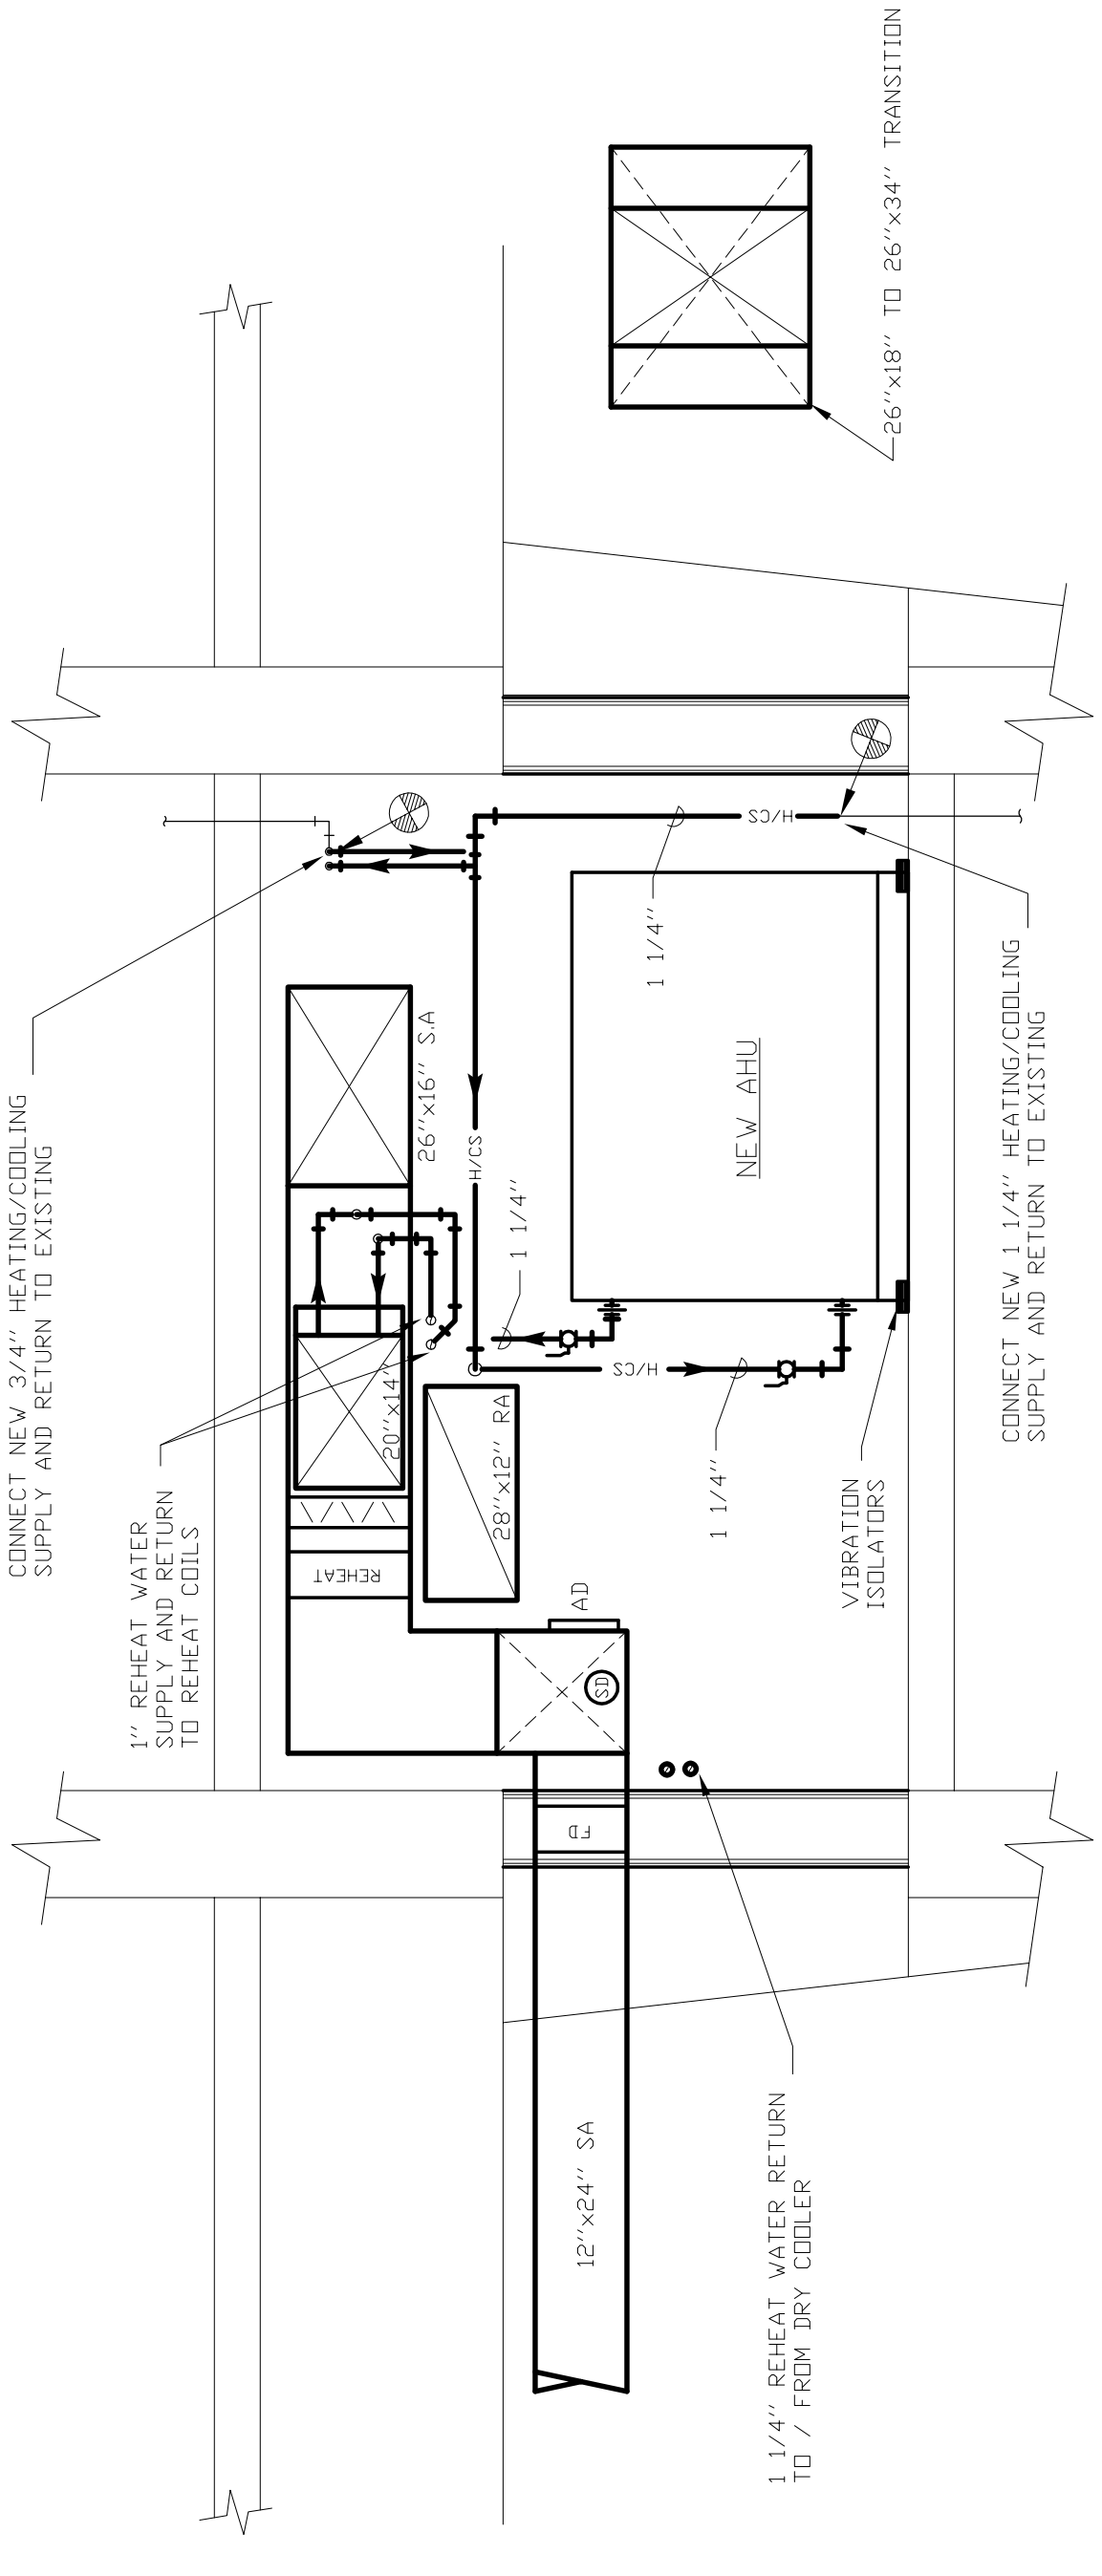 CONNECT NEW 3/4" HEATING/COOLING
SUPPLY AND RETURN TO EXISTING
1" REHEAT WATER
SUPPLY AND RETURN
TO REHEAT COILS
REHEAT
20"x14"
26"x16" S.A
28"x12" RA
H/CS
1 1/4"
AD
SD
FD
H/CS
1 1/4"
1 1/4"
H/CS
NEW AHU
VIBRATION
ISOLATORS
CONNECT NEW 1 1/4" HEATING/COOLING
SUPPLY AND RETURN TO EXISTING
26"x18" TO 26"x34" TRANSITION
12"x24" SA
1 1/4" REHEAT WATER RETURN
TO / FROM DRY COOLER